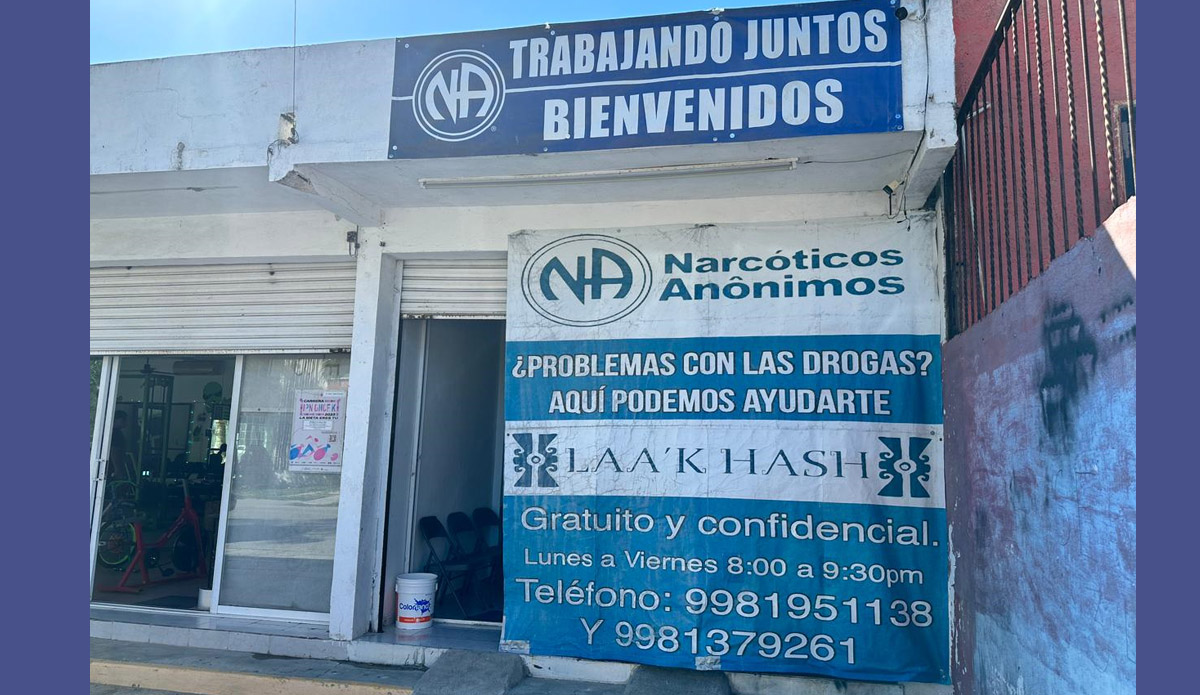 NA TRABAJANDO JUNTOS
BIENVENIDOS
NA Narcóticos
Anônimos
¿PROBLEMAS CON LAS DROGAS?
AQUÍ PODEMOS AYUDARTE
LAA'K HASH
Gratuito y confidencial.
Lunes a Viernes 8:00 a 9:30pm
Teléfono: 9981951138
Y 9981379261
CARRERA